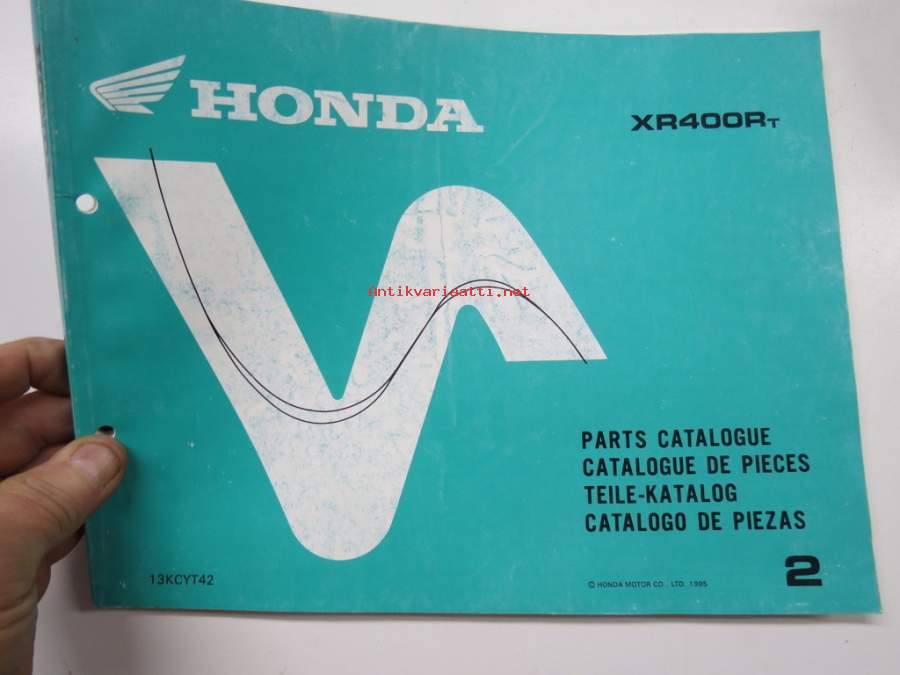 HONDA
XR400RT
Antikvariaatti.net
PARTS CATALOGUE
CATALOGUE DE PIECES
TEILE-KATALOG
CATALOGO DE PIEZAS
2
13KCYT42
© HONDA MOTOR CO., LTD. 1995